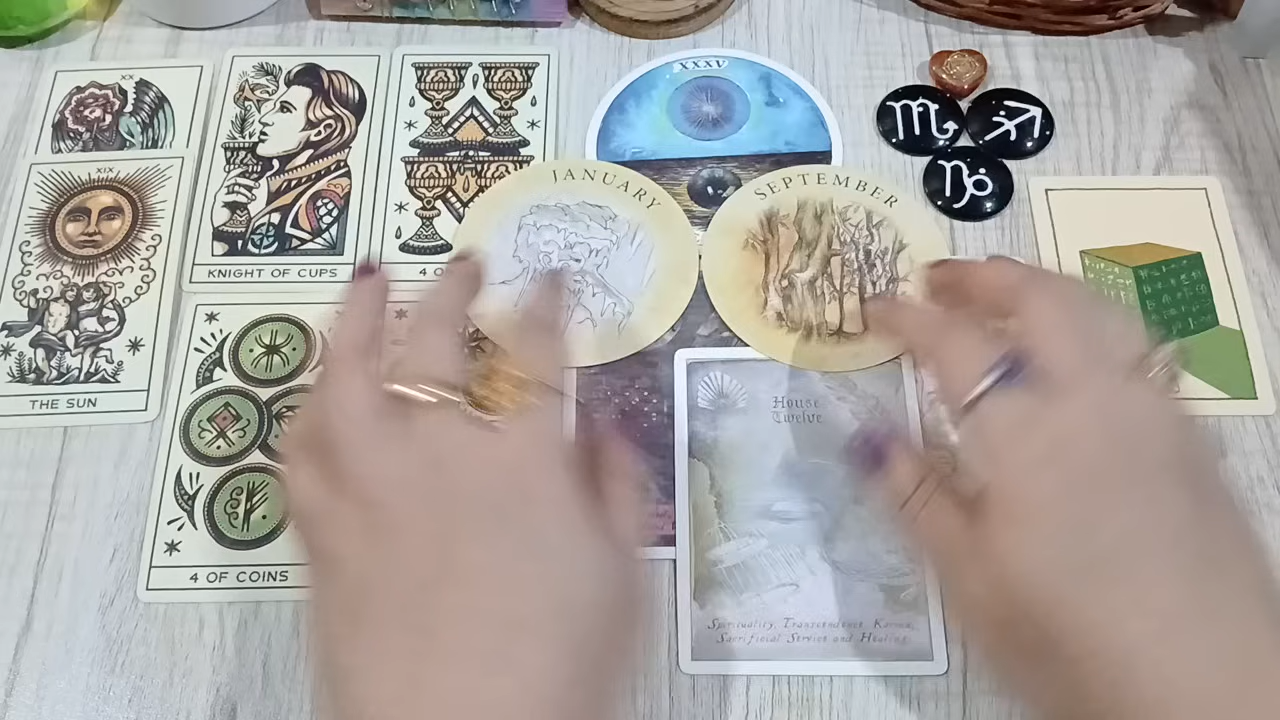 XX
XIX
THE SUN
KNIGHT OF CUPS
4 O
4 OF COINS
XXXV
JANUARY
SEPTEMBER
House
Twelve
Spirituality, Transcendence, Karma,
Sacrificial Service and Healing